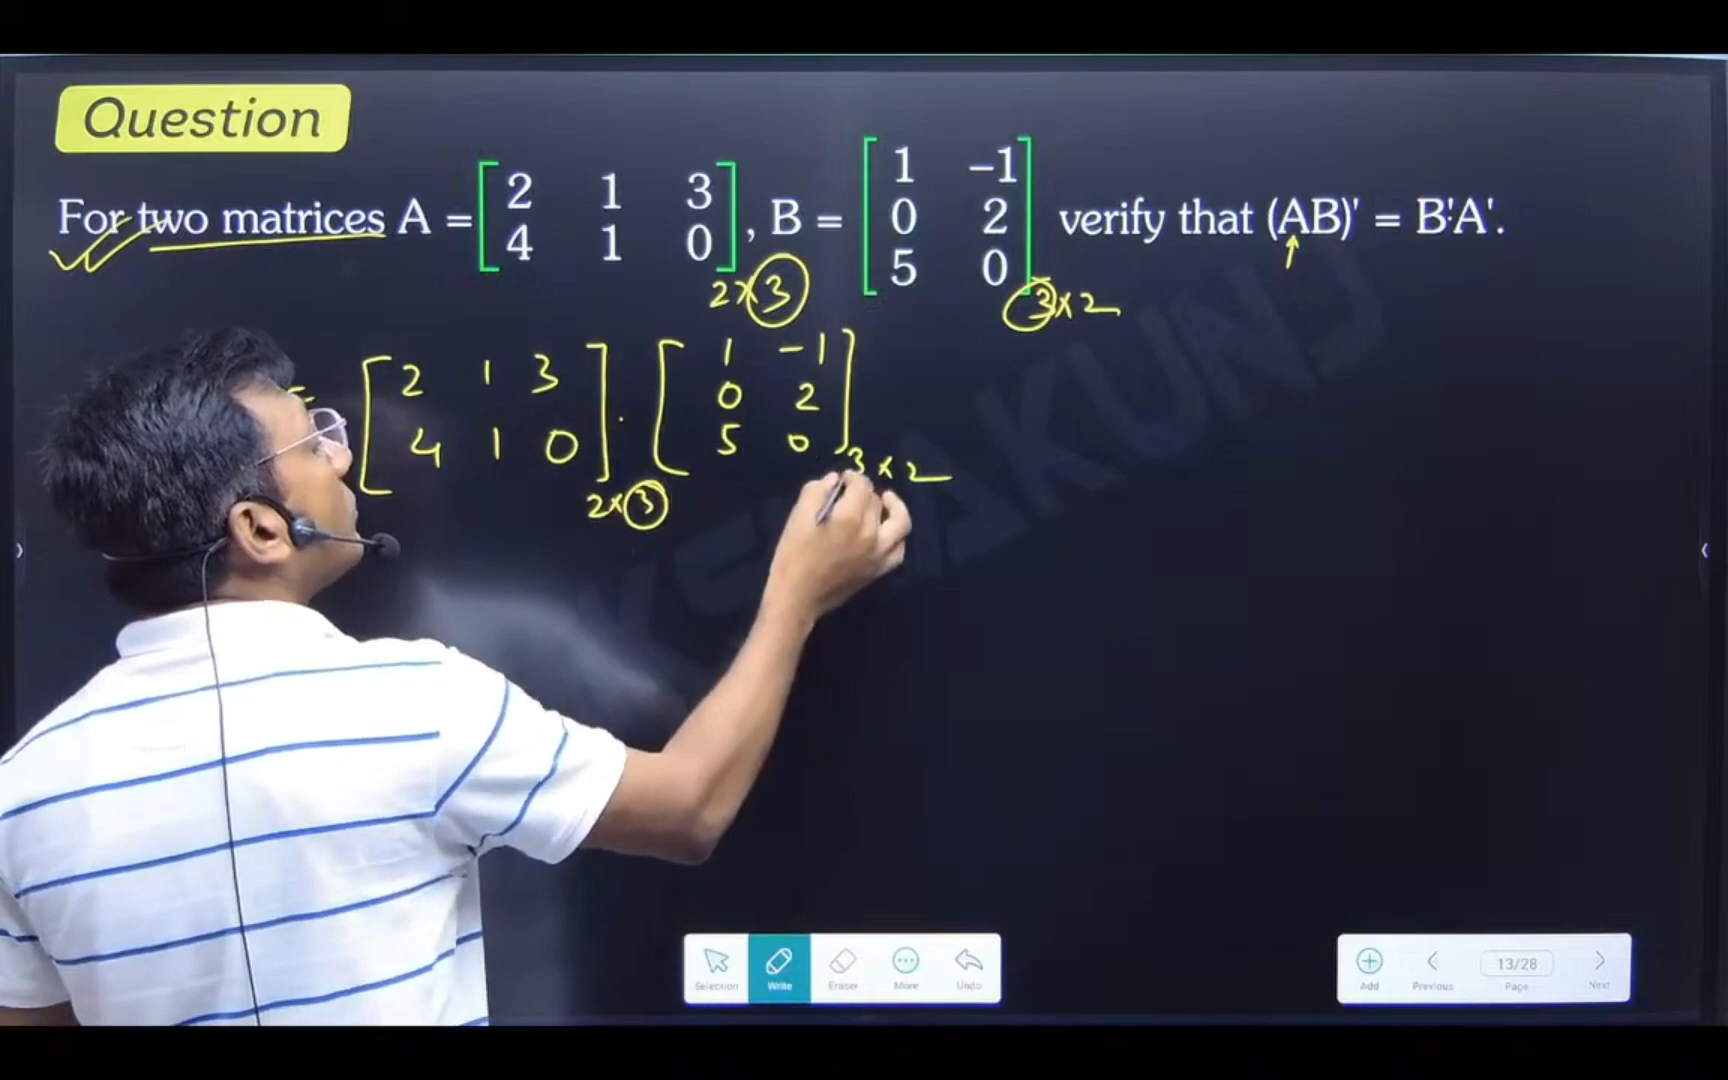 Question
For two matrices A = [2 1 3
4 1 0], B = [1 -1
0 2
5 0] verify that (AB)' = B'A'.
2×3
3×2
= [2 1 3
4 1 0] . [1 -1
0 2
5 0]
2×3
3×2
Selection Write Eraser More Undo
Add Previous 13/28 Page Next